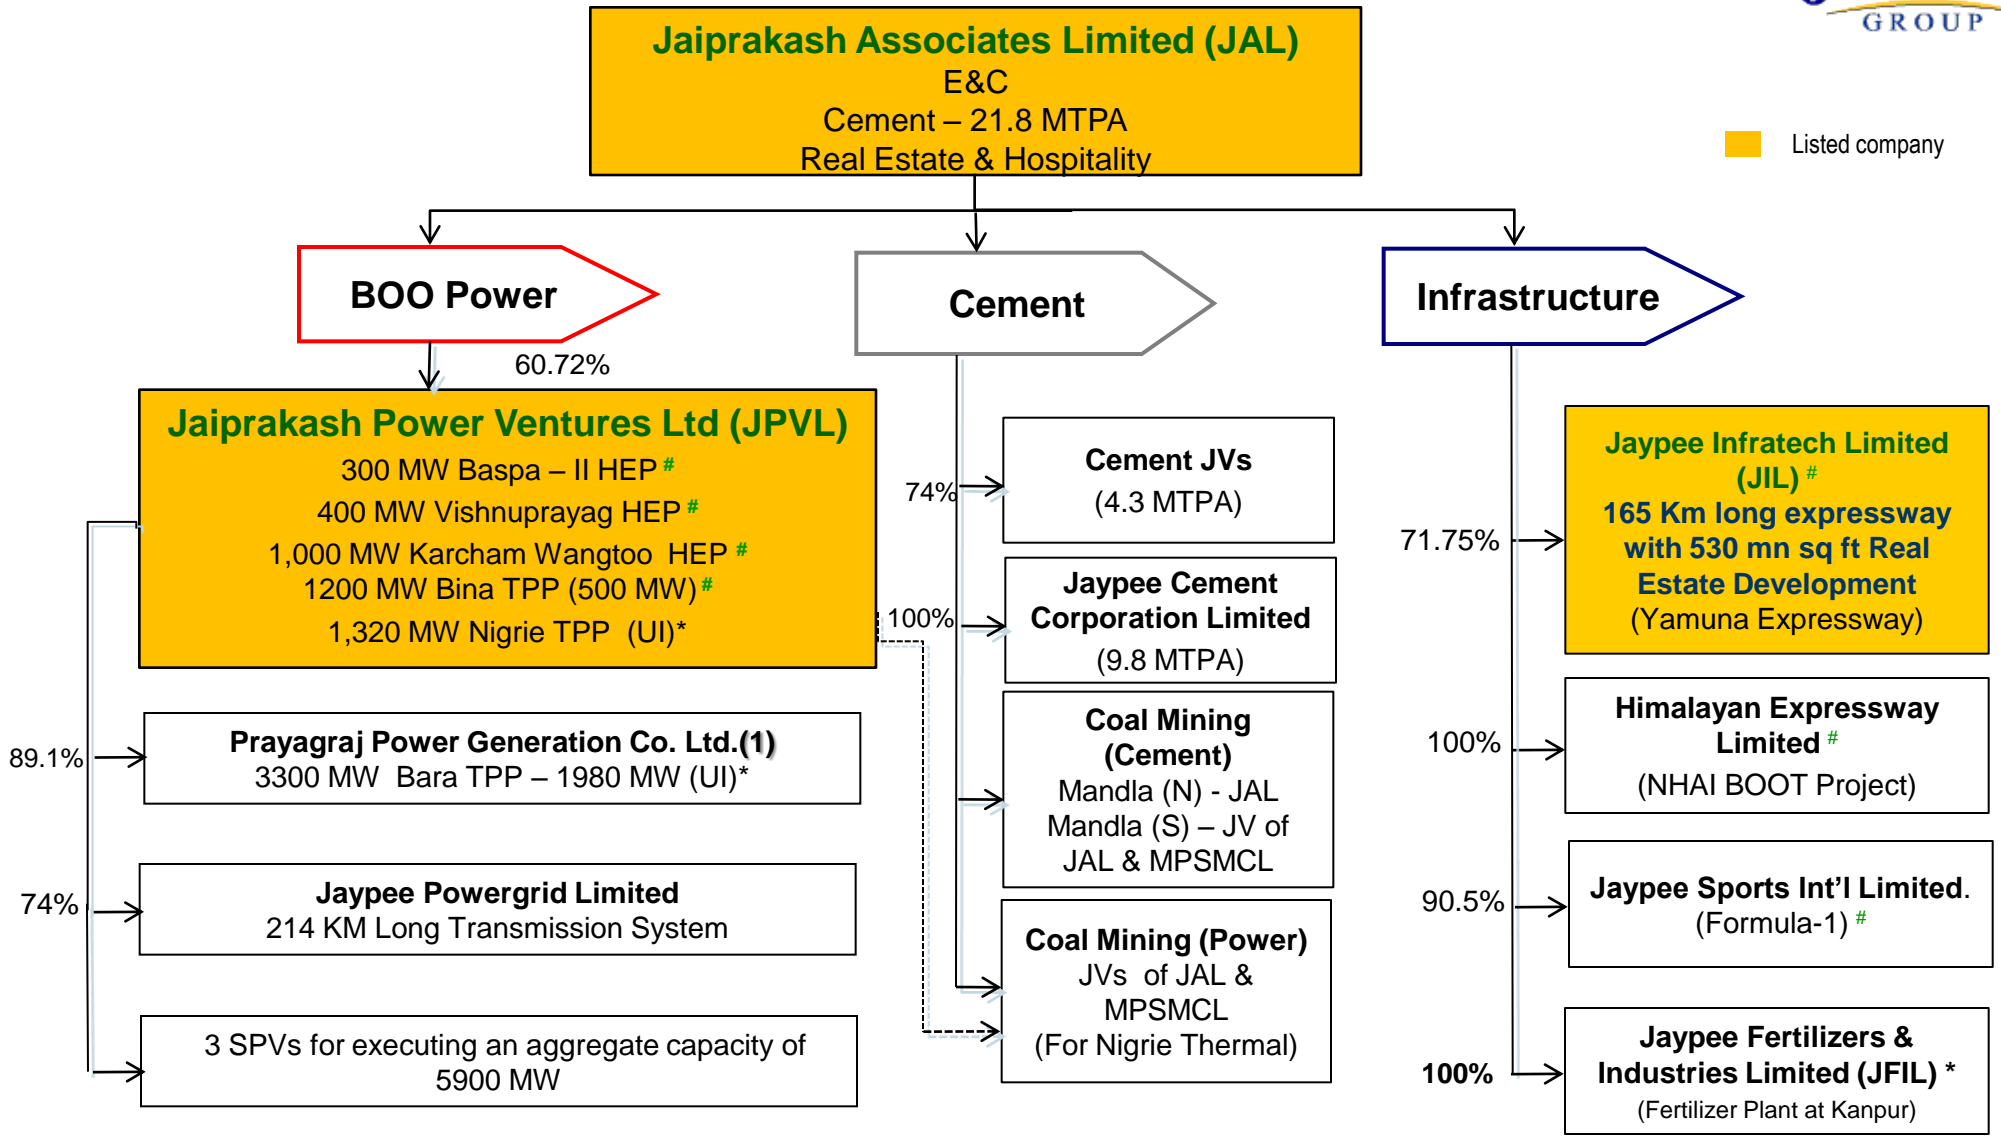 GROUP
Jaiprakash Associates Limited (JAL)
E&C
Cement – 21.8 MTPA
Real Estate & Hospitality
Listed company
BOO Power
Cement
Infrastructure
60.72%
Jaiprakash Power Ventures Ltd (JPVL)
300 MW Baspa – II HEP #
400 MW Vishnuprayag HEP #
1,000 MW Karcham Wangtoo HEP #
1200 MW Bina TPP (500 MW) #
1,320 MW Nigrie TPP (UI)*
89.1%
Prayagraj Power Generation Co. Ltd.(1)
3300 MW Bara TPP – 1980 MW (UI)*
74%
Jaypee Powergrid Limited
214 KM Long Transmission System
3 SPVs for executing an aggregate capacity of
5900 MW
74%
Cement JVs
(4.3 MTPA)
100%
Jaypee Cement
Corporation Limited
(9.8 MTPA)
Coal Mining
(Cement)
Mandla (N) - JAL
Mandla (S) – JV of
JAL & MPSMCL
Coal Mining (Power)
JVs of JAL &
MPSMCL
(For Nigrie Thermal)
71.75%
Jaypee Infratech Limited
(JIL) #
165 Km long expressway
with 530 mn sq ft Real
Estate Development
(Yamuna Expressway)
100%
Himalayan Expressway
Limited #
(NHAI BOOT Project)
90.5%
Jaypee Sports Int’l Limited.
(Formula-1) #
100%
Jaypee Fertilizers &
Industries Limited (JFIL) *
(Fertilizer Plant at Kanpur)